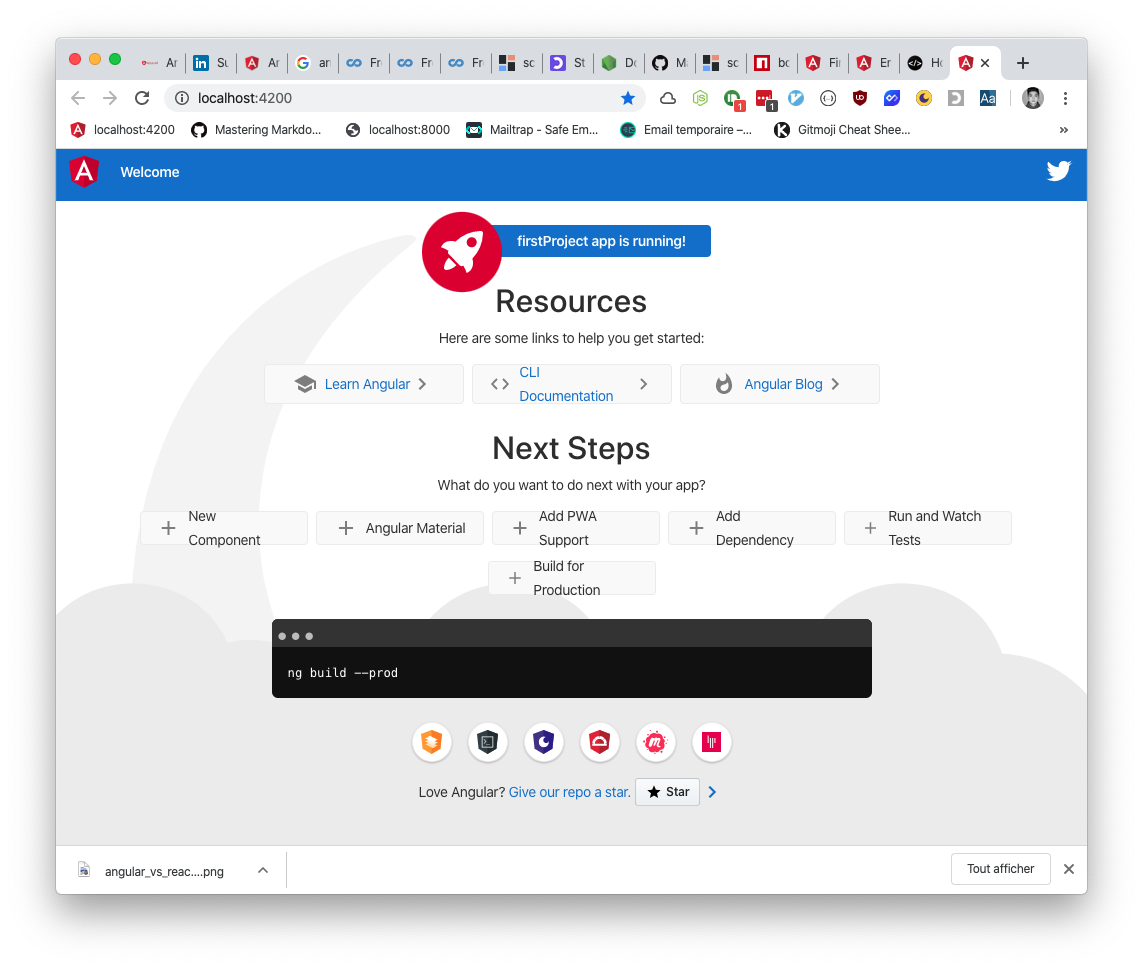 Ar Su Ar an Fr Fr Fr sc St Do Ma sc bo Fir Er Ho
localhost:4200
1 1 Aa
localhost:4200 Mastering Markdo... localhost:8000 Mailtrap - Safe Em... Email temporaire –... Gitmoji Cheat Shee... »
Welcome
firstProject app is running!
Resources
Here are some links to help you get started:
Learn Angular
CLI
Documentation
Angular Blog
Next Steps
What do you want to do next with your app?
New
Component
Angular Material
Add PWA
Support
Add
Dependency
Run and Watch
Tests
Build for
Production
ng build --prod
Love Angular? Give our repo a star. Star
angular_vs_reac....png
Tout afficher